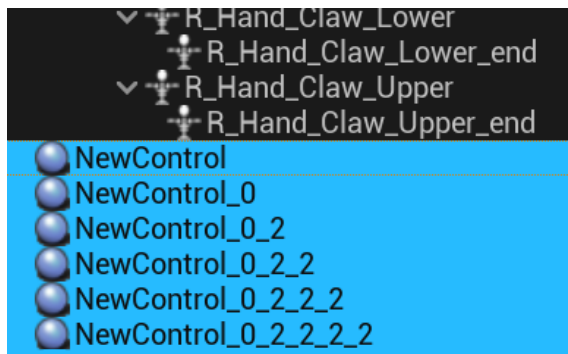 R_Hand_Claw_Lower
R_Hand_Claw_Lower_end
R_Hand_Claw_Upper
R_Hand_Claw_Upper_end
NewControl
NewControl_0
NewControl_0_2
NewControl_0_2_2
NewControl_0_2_2_2
NewControl_0_2_2_2_2